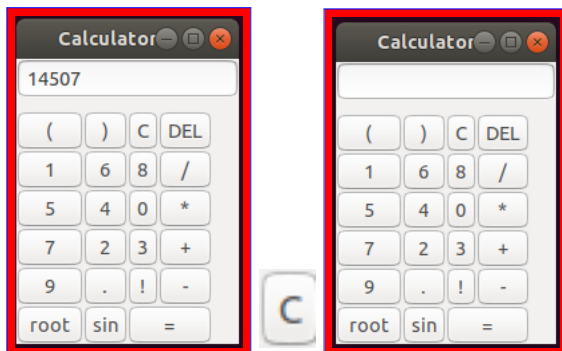 Calculator
14507
( ) C DEL
1 6 8 /
5 4 0 *
7 2 3 +
9 . ! -
root sin =
C
Calculator
( ) C DEL
1 6 8 /
5 4 0 *
7 2 3 +
9 . ! -
root sin =